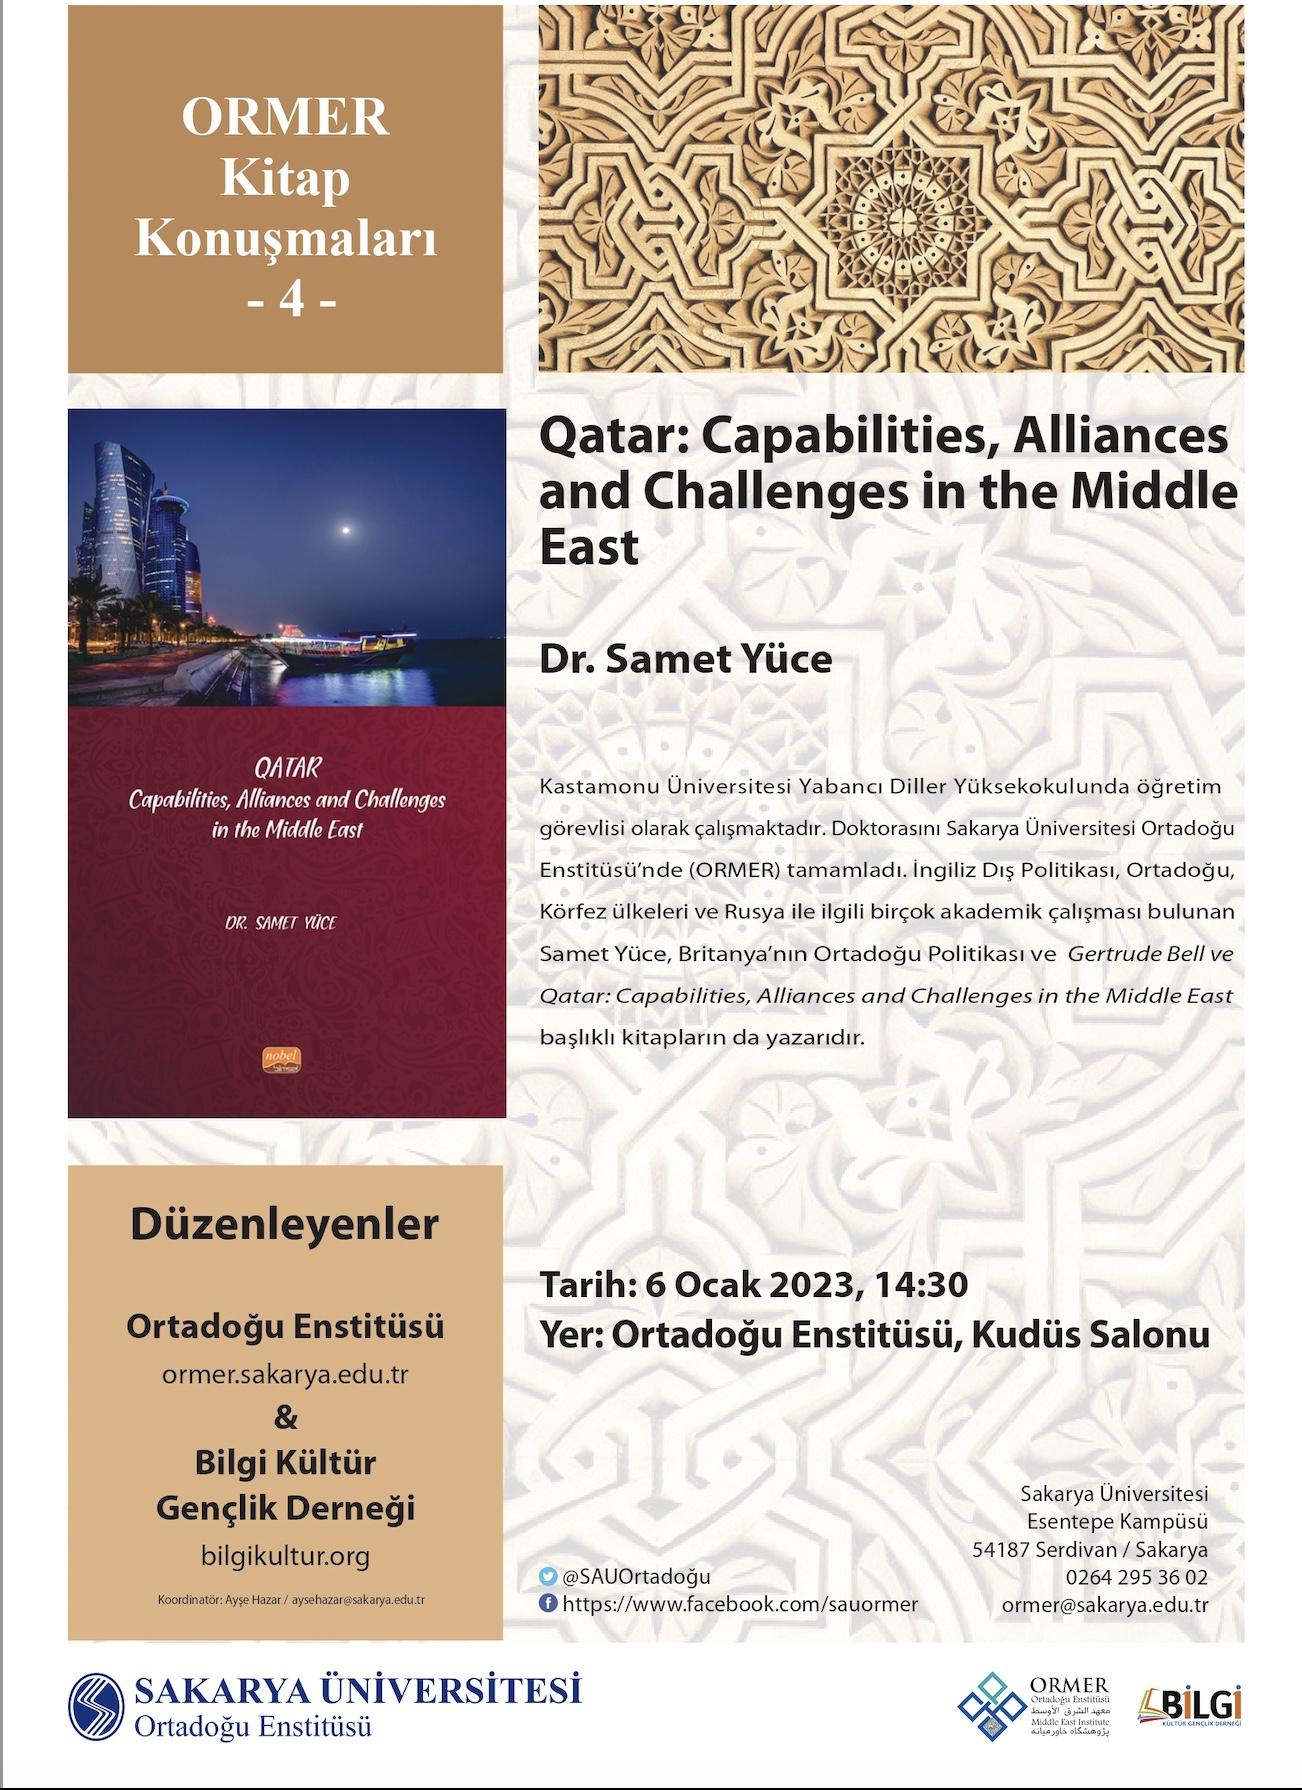 ORMER
Kitap
Konuşmaları
- 4 -
Qatar: Capabilities, Alliances
and Challenges in the Middle
East
Dr. Samet Yüce
Kastamonu Üniversitesi Yabancı Diller Yüksekokulunda öğretim
görevlisi olarak çalışmaktadır. Doktorasını Sakarya Üniversitesi Ortadoğu
Enstitüsü’nde (ORMER) tamamladı. İngiliz Dış Politikası, Ortadoğu,
Körfez ülkeleri ve Rusya ile ilgili birçok akademik çalışması bulunan
Samet Yüce, Britanya’nın Ortadoğu Politikası ve Gertrude Bell ve
Qatar: Capabilities, Alliances and Challenges in the Middle East
başlıklı kitapların da yazarıdır.
QATAR
Capabilities, Alliances and Challenges
in the Middle East
DR. SAMET YÜCE
nobel
Düzenleyenler
Ortadoğu Enstitüsü
ormer.sakarya.edu.tr
&
Bilgi Kültür
Gençlik Derneği
bilgikultur.org
Koordinatör: Ayşe Hazar / aysehazar@sakarya.edu.tr
Tarih: 6 Ocak 2023, 14:30
Yer: Ortadoğu Enstitüsü, Kudüs Salonu
@SAUOrtadoğu
https://www.facebook.com/sauormer
Sakarya Üniversitesi
Esentepe Kampüsü
54187 Serdivan / Sakarya
0264 295 36 02
ormer@sakarya.edu.tr
SAKARYA ÜNİVERSİTESİ
Ortadoğu Enstitüsü
ORMER
Ortadoğu Enstitüsü
معهد الشرق الأوسط
Middle East Institute
پژوهشگاه خاورمیانه
BİLGİ
KÜLTÜR GENÇLİK DERNEĞİ